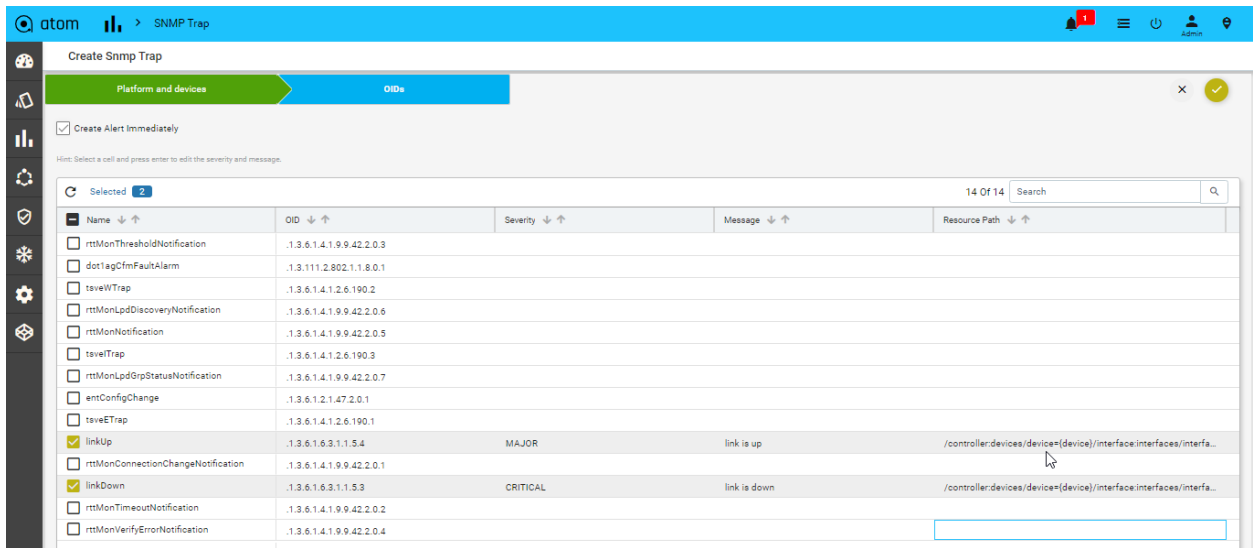 atom > SNMP Trap 1 Admin
Create Snmp Trap
Platform and devices OIDs
Create Alert Immediately
Hint: Select a cell and press enter to edit the severity and message.
Selected 2 14 Of 14 Search
Name OID Severity Message Resource Path
rttMonThresholdNotification .1.3.6.1.4.1.9.9.42.2.0.3
dot1agCfmFaultAlarm .1.3.111.2.802.1.1.8.0.1
tsveWTrap .1.3.6.1.4.1.2.6.190.2
rttMonLpdDiscoveryNotification .1.3.6.1.4.1.9.9.42.2.0.6
rttMonNotification .1.3.6.1.4.1.9.9.42.2.0.5
tsveITrap .1.3.6.1.4.1.2.6.190.3
rttMonLpdGrpStatusNotification .1.3.6.1.4.1.9.9.42.2.0.7
entConfigChange .1.3.6.1.2.1.47.2.0.1
tsveETrap .1.3.6.1.4.1.2.6.190.1
linkUp .1.3.6.1.6.3.1.1.5.4 MAJOR link is up /controller:devices/device={device}/interface:interfaces/interfa...
rttMonConnectionChangeNotification .1.3.6.1.4.1.9.9.42.2.0.1
linkDown .1.3.6.1.6.3.1.1.5.3 CRITICAL link is down /controller:devices/device={device}/interface:interfaces/interfa...
rttMonTimeoutNotification .1.3.6.1.4.1.9.9.42.2.0.2
rttMonVerifyErrorNotification .1.3.6.1.4.1.9.9.42.2.0.4